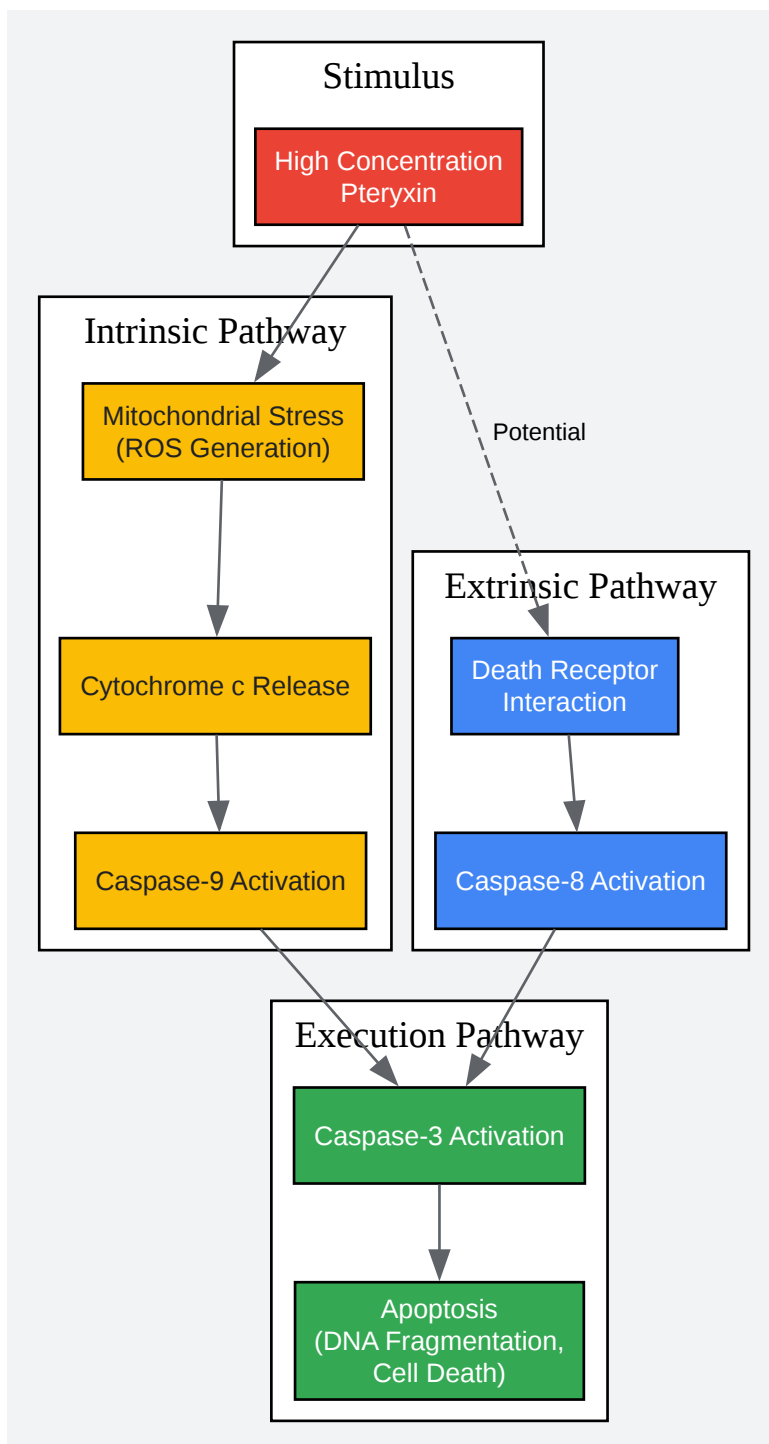 Stimulus
High Concentration
Pteryxin
Intrinsic Pathway
Mitochondrial Stress
(ROS Generation)
Potential
Cytochrome c Release
Caspase-9 Activation
Extrinsic Pathway
Death Receptor
Interaction
Caspase-8 Activation
Execution Pathway
Caspase-3 Activation
Apoptosis
(DNA Fragmentation,
Cell Death)